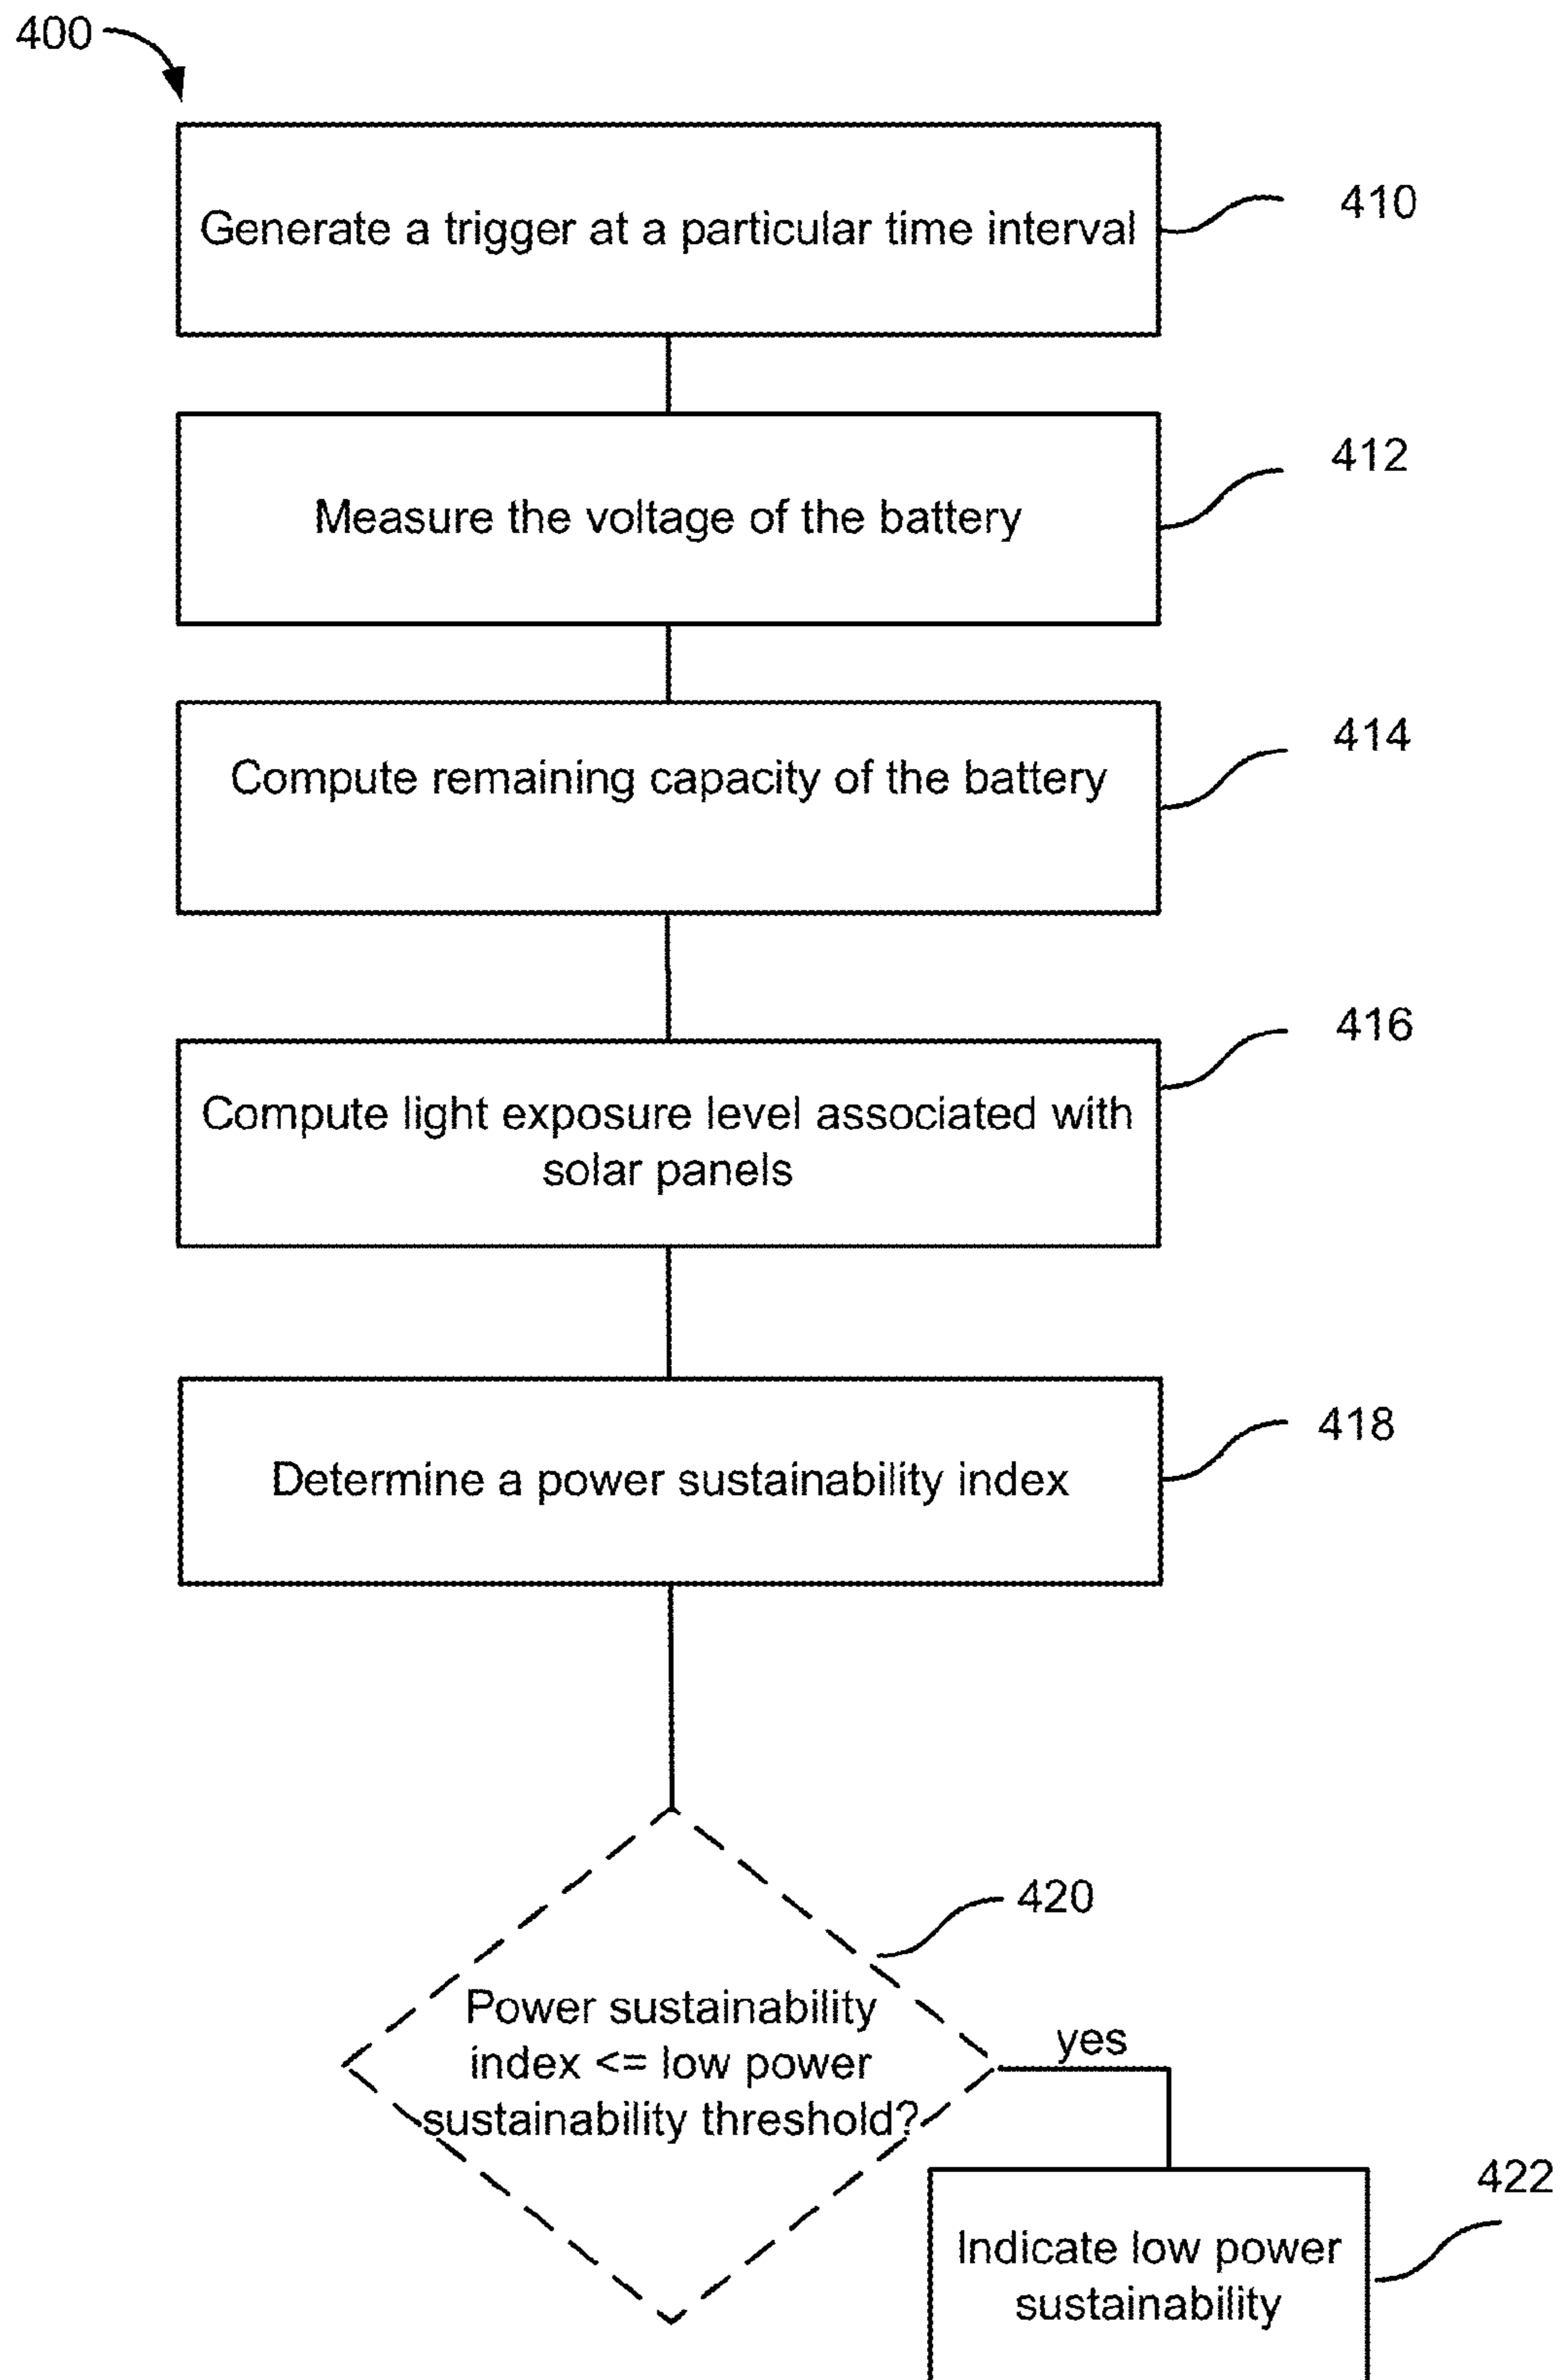 400
Generate a trigger at a particular time interval
410
Measure the voltage of the battery
412
Compute remaining capacity of the battery
414
Compute light exposure level associated with
solar panels
416
Determine a power sustainability index
418
420
Power sustainability
index <= low power
sustainability threshold?
yes
422
Indicate low power
sustainability